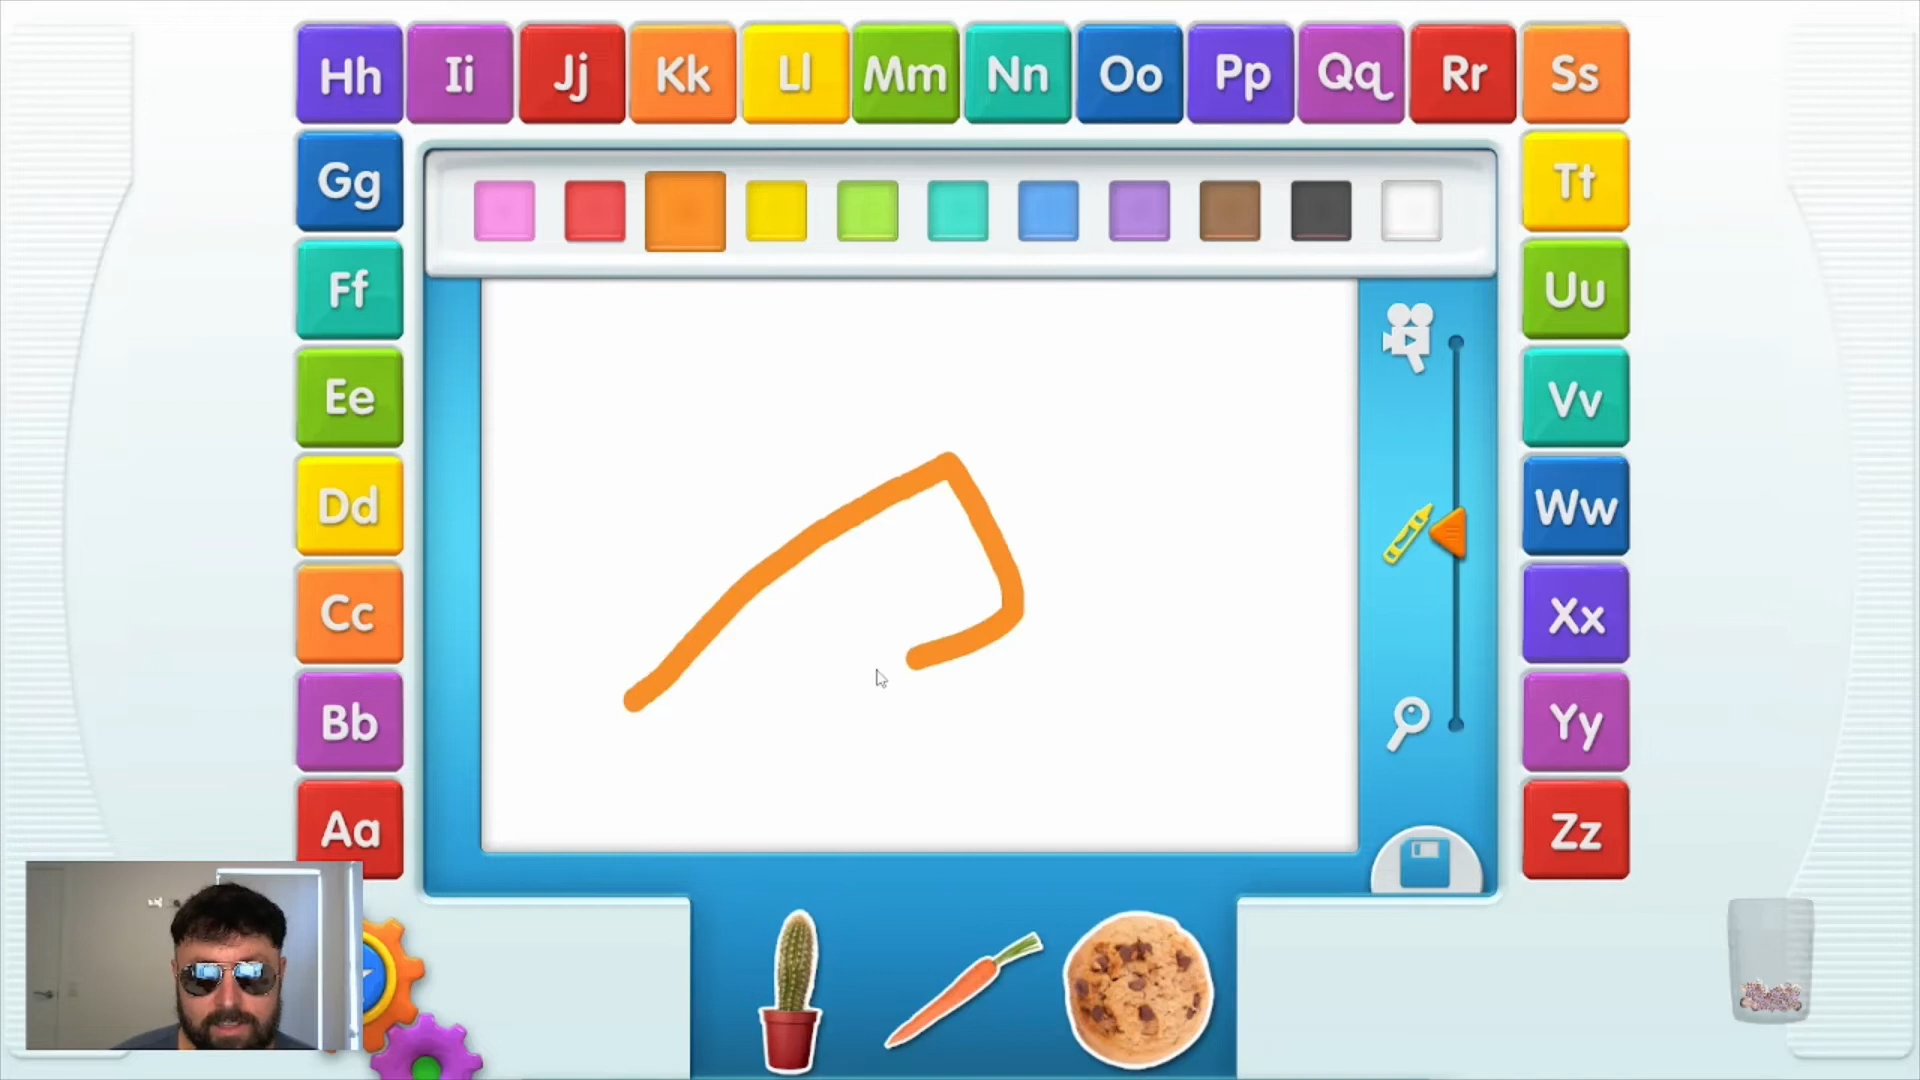 Hh Ii Jj Kk Ll Mm Nn Oo Pp Qq Rr Ss
Gg Tt
Ff Uu
Ee Vv
Dd Ww
Cc Xx
Bb Yy
Aa Zz